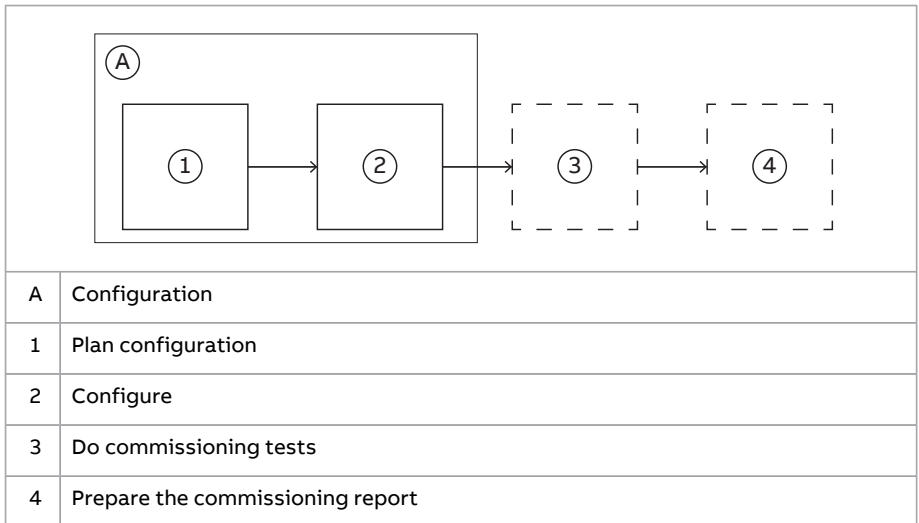 A
1
2
3
4
A Configuration
1 Plan configuration
2 Configure
3 Do commissioning tests
4 Prepare the commissioning report